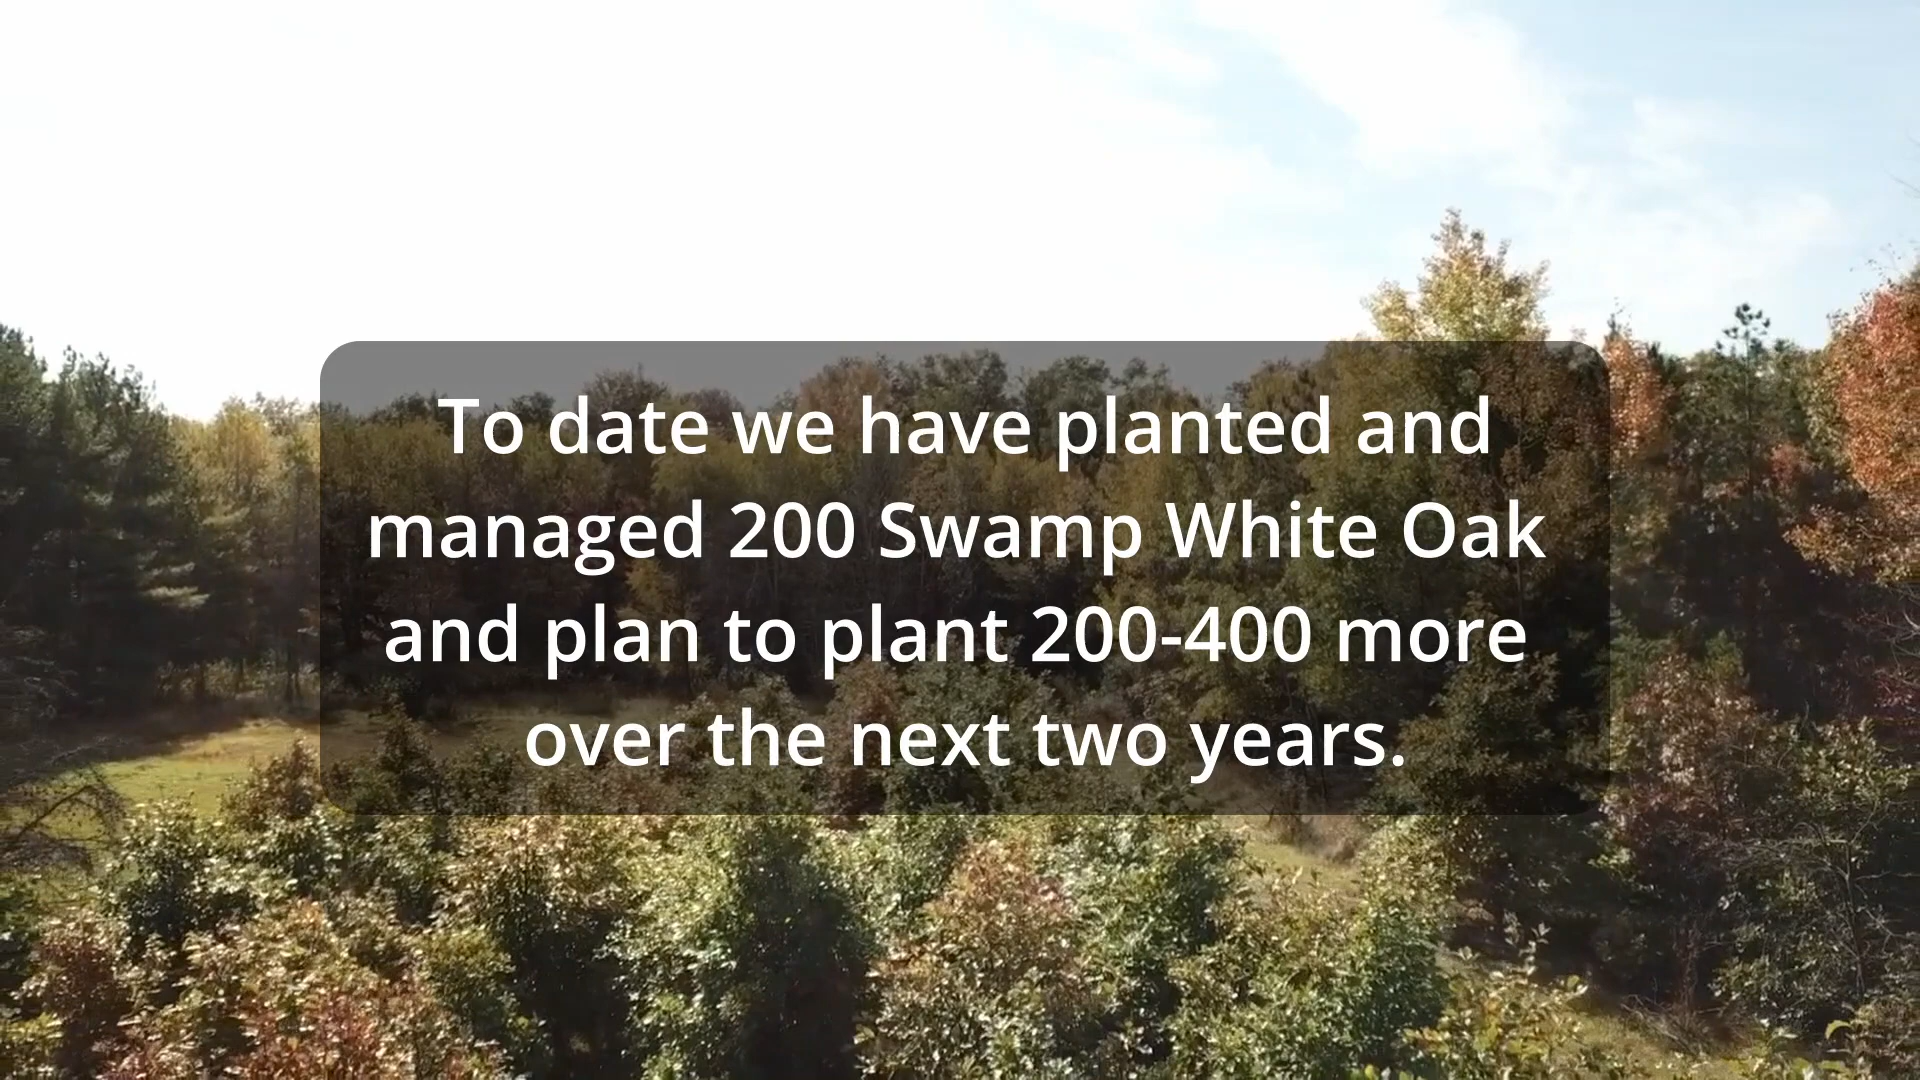 To date we have planted and
managed 200 Swamp White Oak
and plan to plant 200-400 more
over the next two years.